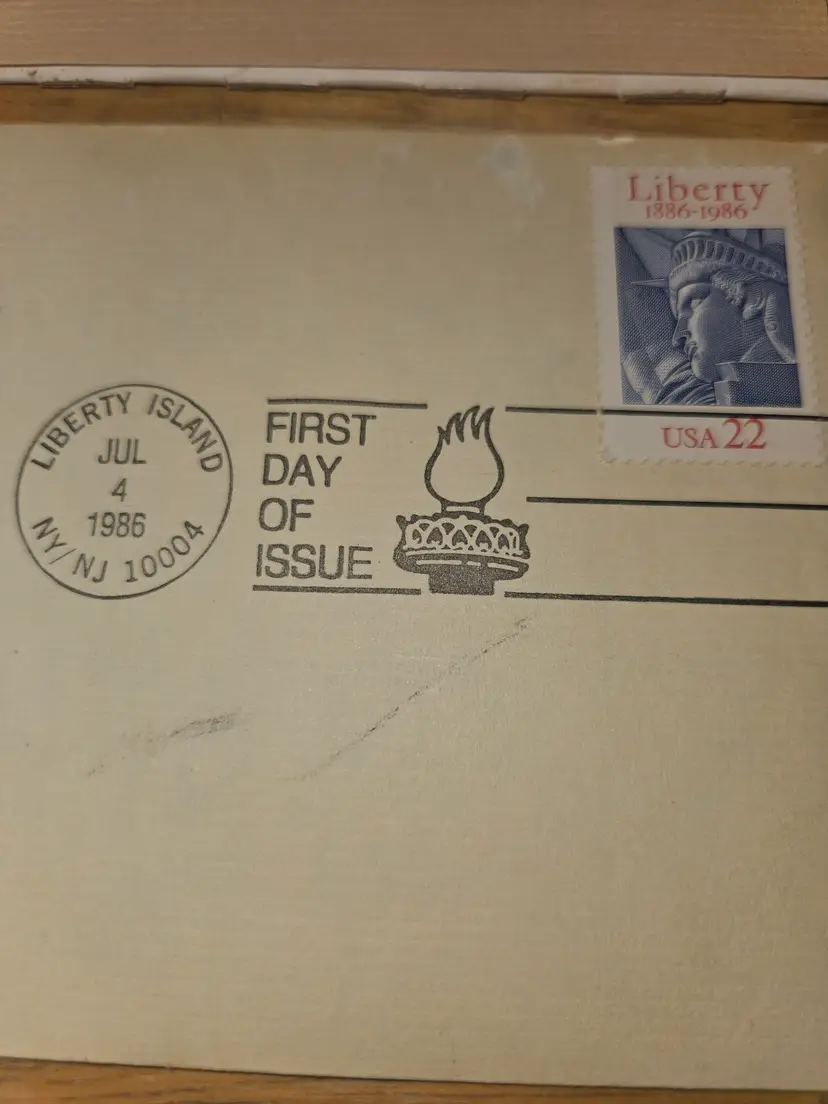 Liberty
1886-1986
USA 22
LIBERTY ISLAND
JUL
4
1986
NY/NJ 10004
FIRST
DAY
OF
ISSUE